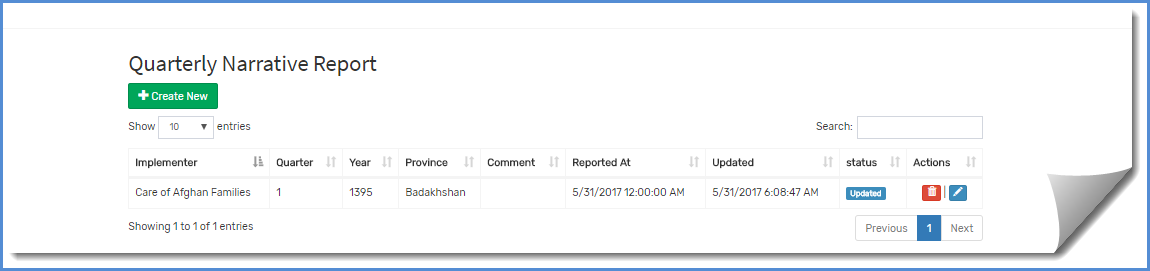 Quarterly Narrative Report
Create New
Show 10 entries Search:
Implementer Quarter Year Province Comment Reported At Updated status Actions
Care of Afghan Families 1 1395 Badakhshan 5/31/2017 12:00:00 AM 5/31/2017 6:08:47 AM Updated |
Showing 1 to 1 of 1 entries Previous 1 Next